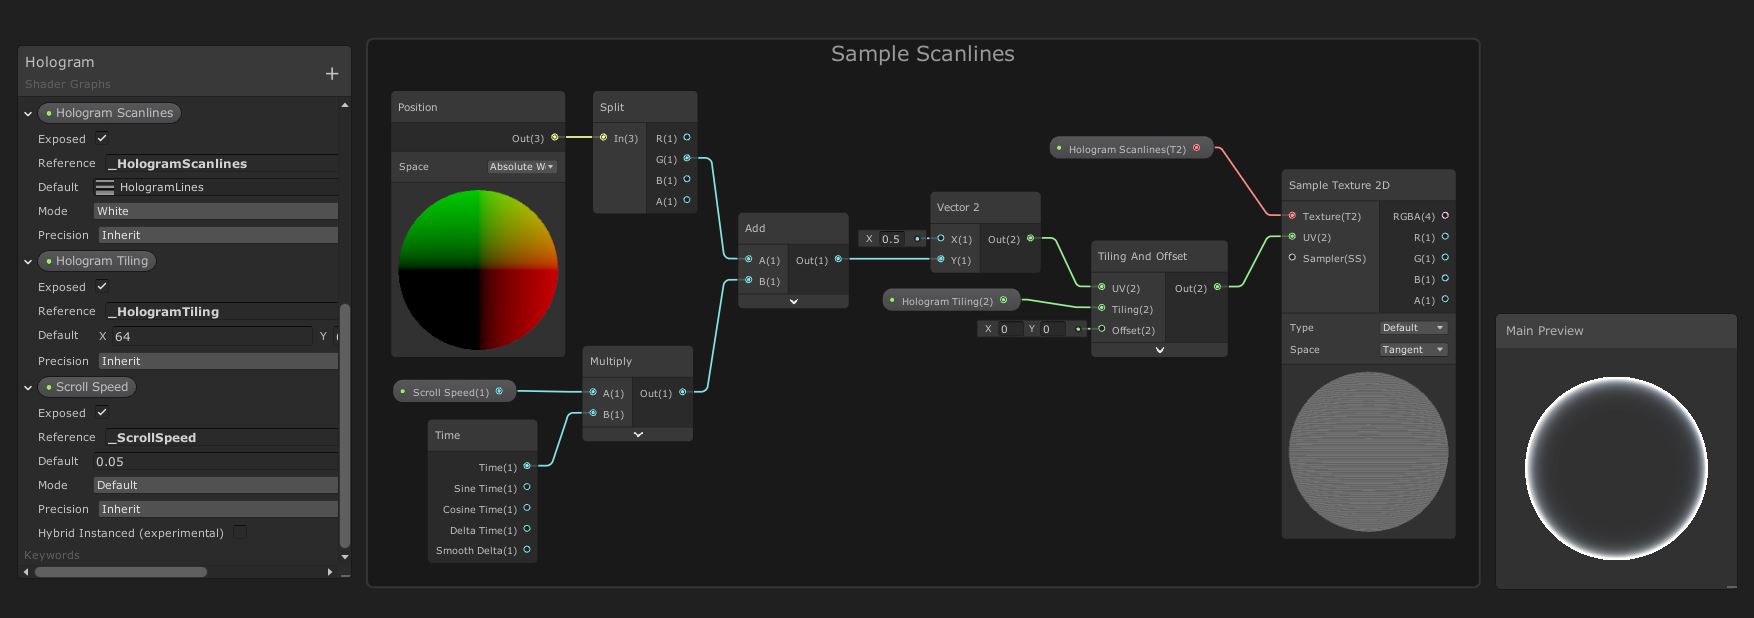 Hologram
Shader Graphs
Hologram Scanlines
Exposed
Reference _HologramScanlines
Default HologramLines
Mode White
Precision Inherit
Hologram Tiling
Exposed
Reference _HologramTiling
Default X 64 Y
Precision Inherit
Scroll Speed
Exposed
Reference _ScrollSpeed
Default 0.05
Mode Default
Precision Inherit
Hybrid Instanced (experimental)
Keywords
Sample Scanlines
Position
Out(3)
Space Absolute W
Split
In(3) R(1)
G(1)
B(1)
A(1)
Scroll Speed(1)
Time
Time(1)
Sine Time(1)
Cosine Time(1)
Delta Time(1)
Smooth Delta(1)
Multiply
A(1) Out(1)
B(1)
Add
A(1) Out(1)
B(1)
X 0.5
Vector 2
X(1) Out(2)
Y(1)
Hologram Tiling(2)
X 0 Y 0
Tiling And Offset
UV(2) Out(2)
Tiling(2)
Offset(2)
Hologram Scanlines(T2)
Sample Texture 2D
Texture(T2) RGBA(4)
UV(2) R(1)
Sampler(SS) G(1)
B(1)
A(1)
Type Default
Space Tangent
Main Preview